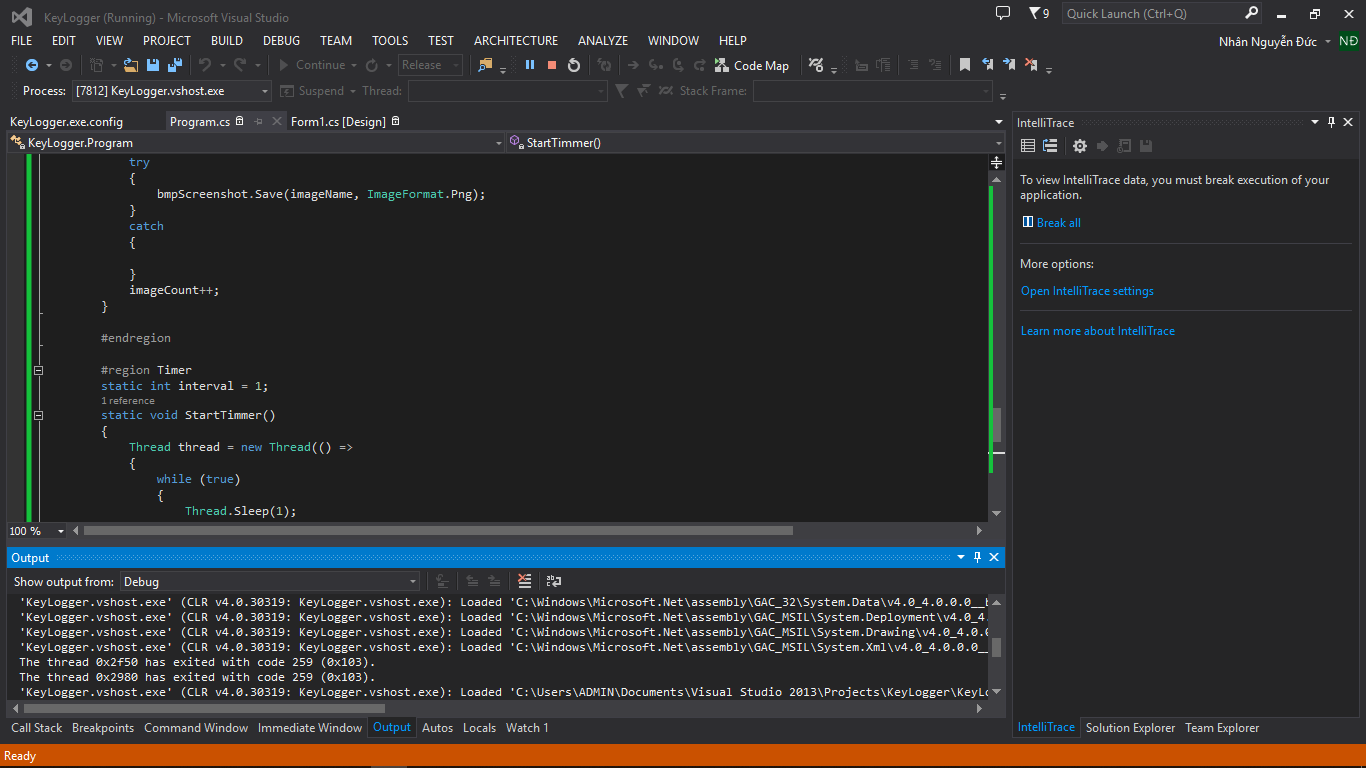 KeyLogger (Running) - Microsoft Visual Studio
9
Quick Launch (Ctrl+Q)
FILE EDIT VIEW PROJECT BUILD DEBUG TEAM TOOLS TEST ARCHITECTURE ANALYZE WINDOW HELP
Nhân Nguyễn Đức NĐ
Continue Release Code Map
Process: [7812] KeyLogger.vshost.exe Suspend Thread: Stack Frame:
KeyLogger.exe.config Program.cs Form1.cs [Design]
KeyLogger.Program StartTimmer()
try
{
bmpScreenshot.Save(imageName, ImageFormat.Png);
}
catch
{
}
imageCount++;
}
#endregion
#region Timer
static int interval = 1;
1 reference
static void StartTimmer()
{
Thread thread = new Thread(() =>
{
while (true)
{
Thread.Sleep(1);
100 %
IntelliTrace
To view IntelliTrace data, you must break execution of your
application.
Break all
More options:
Open IntelliTrace settings
Learn more about IntelliTrace
Output
Show output from: Debug
'KeyLogger.vshost.exe' (CLR v4.0.30319: KeyLogger.vshost.exe): Loaded 'C:\Windows\Microsoft.Net\assembly\GAC_32\System.Data\v4.0_4.0.0.0__b
'KeyLogger.vshost.exe' (CLR v4.0.30319: KeyLogger.vshost.exe): Loaded 'C:\Windows\Microsoft.Net\assembly\GAC_MSIL\System.Deployment\v4.0_4.
'KeyLogger.vshost.exe' (CLR v4.0.30319: KeyLogger.vshost.exe): Loaded 'C:\Windows\Microsoft.Net\assembly\GAC_MSIL\System.Drawing\v4.0_4.0.0
'KeyLogger.vshost.exe' (CLR v4.0.30319: KeyLogger.vshost.exe): Loaded 'C:\Windows\Microsoft.Net\assembly\GAC_MSIL\System.Xml\v4.0_4.0.0.0__
The thread 0x2f50 has exited with code 259 (0x103).
The thread 0x2980 has exited with code 259 (0x103).
'KeyLogger.vshost.exe' (CLR v4.0.30319: KeyLogger.vshost.exe): Loaded 'C:\Users\ADMIN\Documents\Visual Studio 2013\Projects\KeyLogger\KeyLo
Call Stack Breakpoints Command Window Immediate Window Output Autos Locals Watch 1
IntelliTrace Solution Explorer Team Explorer
Ready